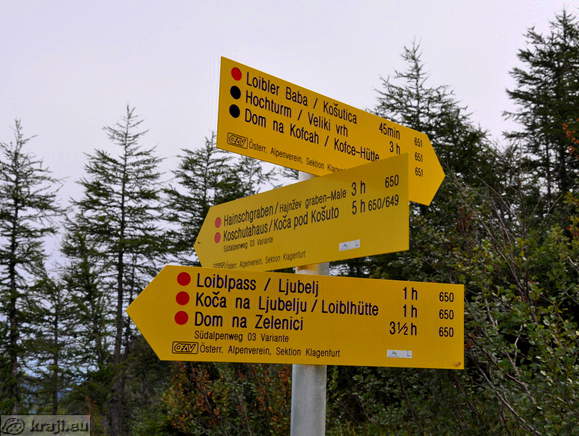 Loibler Baba / Košutica 45min 651
Hochturm / Veliki vrh 3 h 651
Dom na Kofcah / Kofce-Hütte 4 h 651
OeAV Österr. Alpenverein, Sektion
Hainschgraben / Hajnžev graben-Male 3 h 650
Koschutahaus / Koča pod Košuto 5 h 650/649
Südalpenweg 03 Variante
Österr. Alpenverein, Sektion Klagenfurt
Loiblpass / Ljubelj 1 h 650
Koča na Ljubelju / Loiblhütte 1 h 650
Dom na Zelenici 3½ h 650
Südalpenweg 03 Variante
OeAV Österr. Alpenverein, Sektion Klagenfurt
kraji.eu